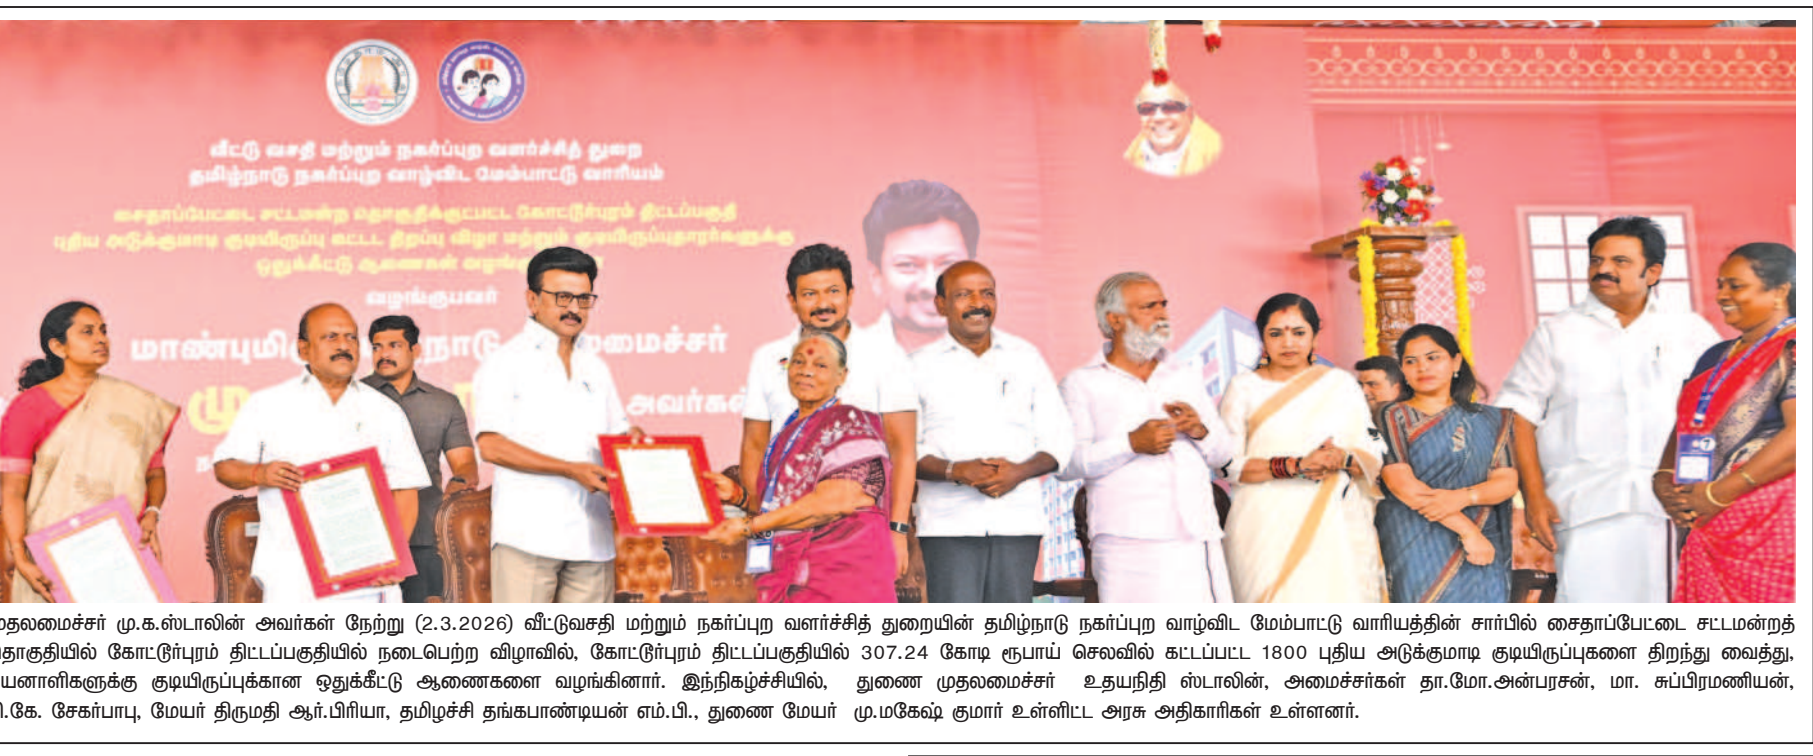 வீட்டு வசதி மற்றும் நகர்ப்புற வளர்ச்சித் துறை
தமிழ்நாடு நகர்ப்புற வாழ்விட மேம்பாட்டு வாரியம்
சைதாப்பேட்டை சட்டமன்ற தொகுதிக்குட்பட்ட கோட்டூர்புரம் திட்டப்பகுதி
புதிய அடுக்குமாடி குடியிருப்பு கட்டட திறப்பு விழா மற்றும் குடியிருப்புதாரர்களுக்கு
ஒதுக்கீட்டு ஆணைகள்
வழங்குபவர்
அவர்கள்
7
முதலமைச்சர் மு.க.ஸ்டாலின் அவர்கள் நேற்று (2.3.2026) வீட்டுவசதி மற்றும் நகர்ப்புற வளர்ச்சித் துறையின் தமிழ்நாடு நகர்ப்புற வாழ்விட மேம்பாட்டு வாரியத்தின் சார்பில் சைதாப்பேட்டை சட்டமன்றத்
தொகுதியில் கோட்டூர்புரம் திட்டப்பகுதியில் நடைபெற்ற விழாவில், கோட்டூர்புரம் திட்டப்பகுதியில் 307.24 கோடி ரூபாய் செலவில் கட்டப்பட்ட 1800 புதிய அடுக்குமாடி குடியிருப்புகளை திறந்து வைத்து,
பயனாளிகளுக்கு குடியிருப்புக்கான ஒதுக்கீட்டு ஆணைகளை வழங்கினார். இந்நிகழ்ச்சியில், துணை முதலமைச்சர் உதயநிதி ஸ்டாலின், அமைச்சர்கள் தா.மோ.அன்பரசன், மா. சுப்பிரமணியன்,
பி.கே. சேகர்பாபு, மேயர் திருமதி ஆர்.பிரியா, தமிழச்சி தங்கபாண்டியன் எம்.பி., துணை மேயர் மு.மகேஷ் குமார் உள்ளிட்ட அரசு அதிகாரிகள் உள்ளனர்.